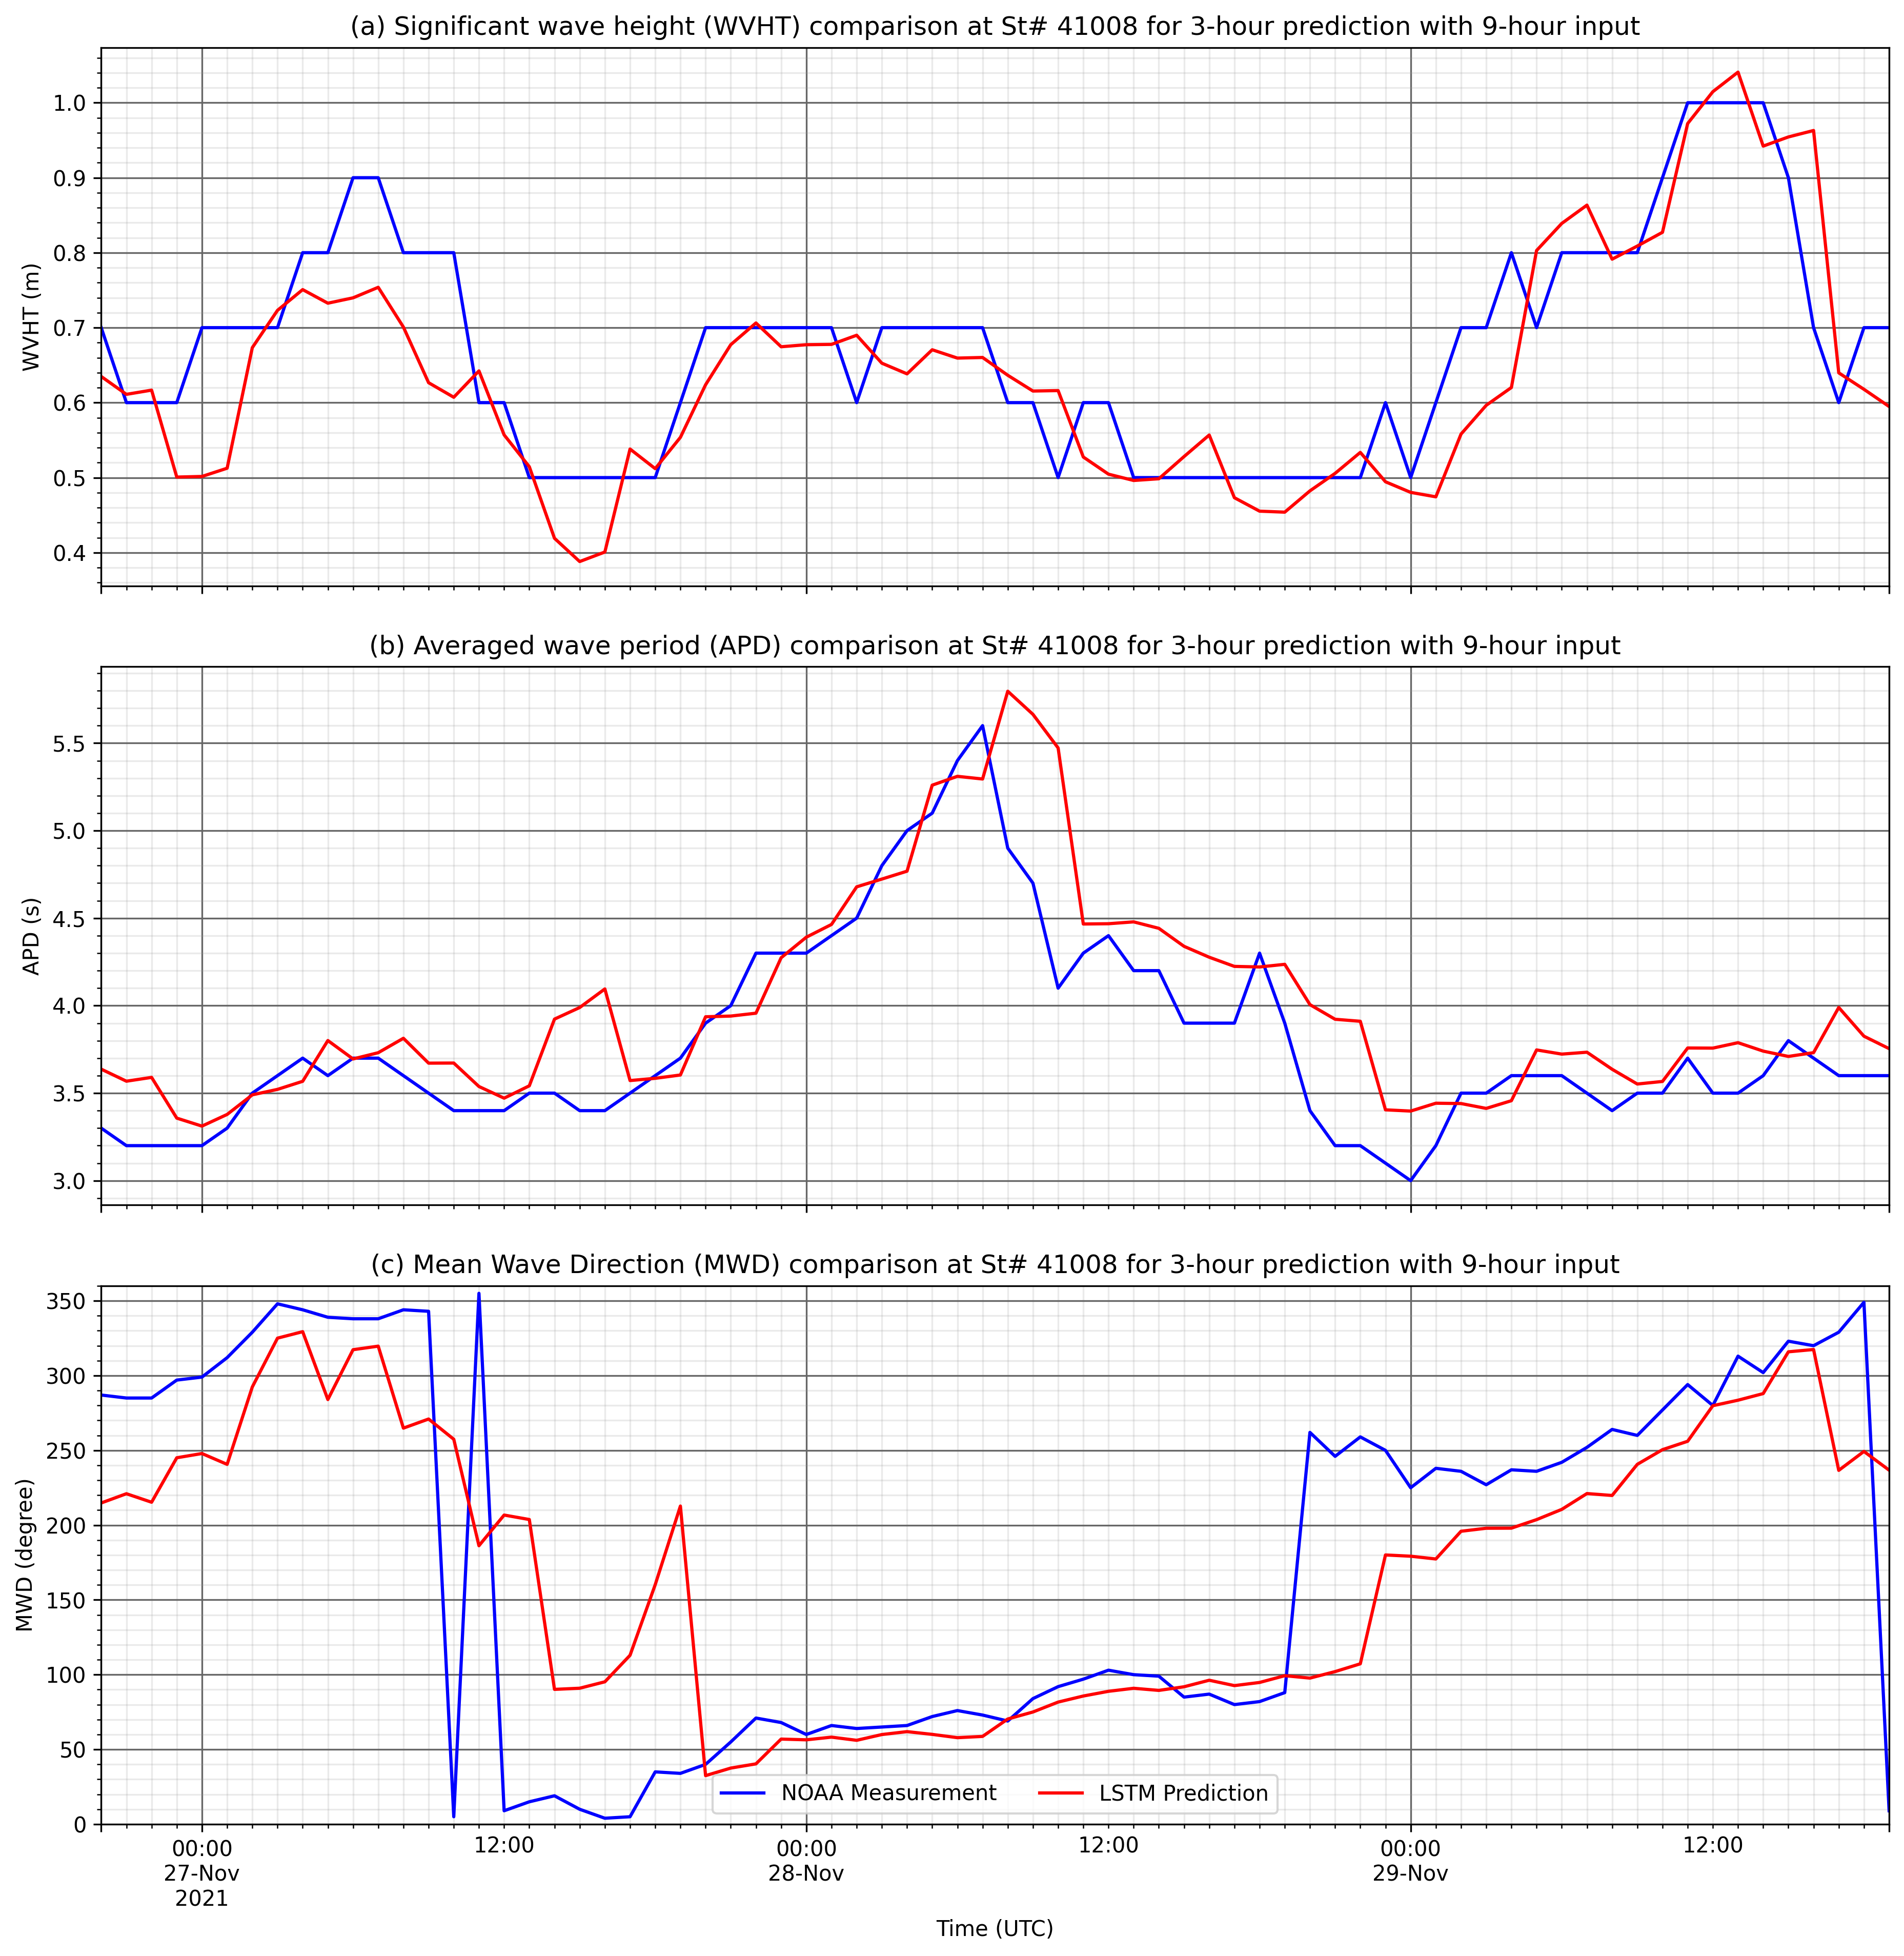 (a) Significant wave height (WVHT) comparison at St# 41008 for 3-hour prediction with 9-hour input
1.0
0.9
0.8
0.7
0.6
0.5
0.4
WVHT (m)
(b) Averaged wave period (APD) comparison at St# 41008 for 3-hour prediction with 9-hour input
5.5
5.0
4.5
4.0
3.5
3.0
APD (s)
(c) Mean Wave Direction (MWD) comparison at St# 41008 for 3-hour prediction with 9-hour input
350
300
250
200
150
100
50
0
MWD (degree)
NOAA Measurement LSTM Prediction
00:00 12:00 00:00 12:00 00:00 12:00
27-Nov 28-Nov 29-Nov
2021
Time (UTC)